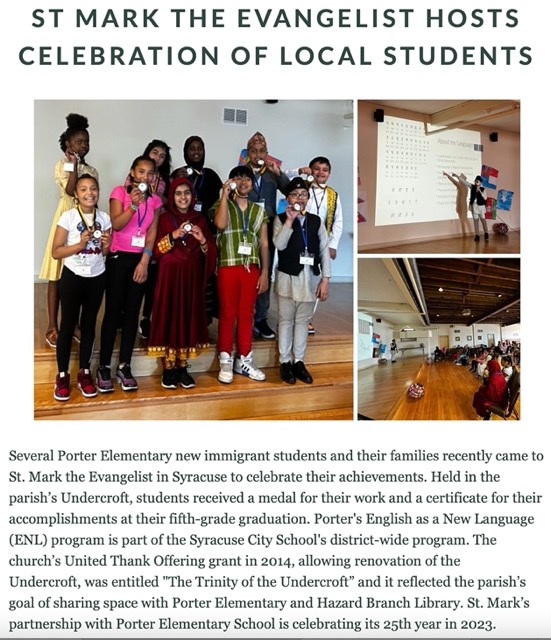 ST MARK THE EVANGELIST HOSTS
CELEBRATION OF LOCAL STUDENTS
Several Porter Elementary new immigrant students and their families recently came to
St. Mark the Evangelist in Syracuse to celebrate their achievements. Held in the
parish's Undercroft, students received a medal for their work and a certificate for their
accomplishments at their fifth-grade graduation. Porter's English as a New Language
(ENL) program is part of the Syracuse City School's district-wide program. The
church's United Thank Offering grant in 2014, allowing renovation of the
Undercroft, was entitled "The Trinity of the Undercroft” and it reflected the parish's
goal of sharing space with Porter Elementary and Hazard Branch Library. St. Mark's
partnership with Porter Elementary School is celebrating its 25th year in 2023.